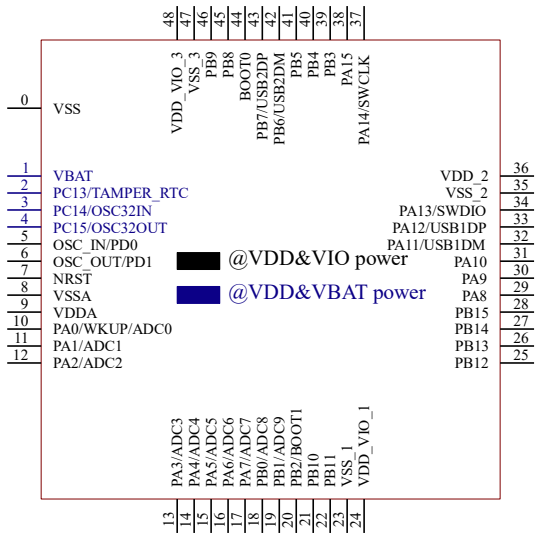 48 47 46 45 44 43 42 41 40 39 38 37
VDD_VIO_3
VSS_3
PB9
PB8
BOOT0
PB7/USB2DP
PB6/USB2DM
PB5
PB4
PB3
PA15
PA14/SWCLK
0 VSS
1 VBAT
2 PC13/TAMPER_RTC
3 PC14/OSC32IN
4 PC15/OSC32OUT
5 OSC_IN/PD0
6 OSC_OUT/PD1
7 NRST
8 VSSA
9 VDDA
10 PA0/WKUP/ADC0
11 PA1/ADC1
12 PA2/ADC2
@VDD&VIO power
@VDD&VBAT power
VDD_2 36
VSS_2 35
PA13/SWDIO 34
PA12/USB1DP 33
PA11/USB1DM 32
PA10 31
PA9 30
PA8 29
PB15 28
PB14 27
PB13 26
PB12 25
PA3/ADC3
PA4/ADC4
PA5/ADC5
PA6/ADC6
PA7/ADC7
PB0/ADC8
PB1/ADC9
PB2/BOOT1
PB10
PB11
VSS_1
VDD_VIO_1
13 14 15 16 17 18 19 20 21 22 23 24